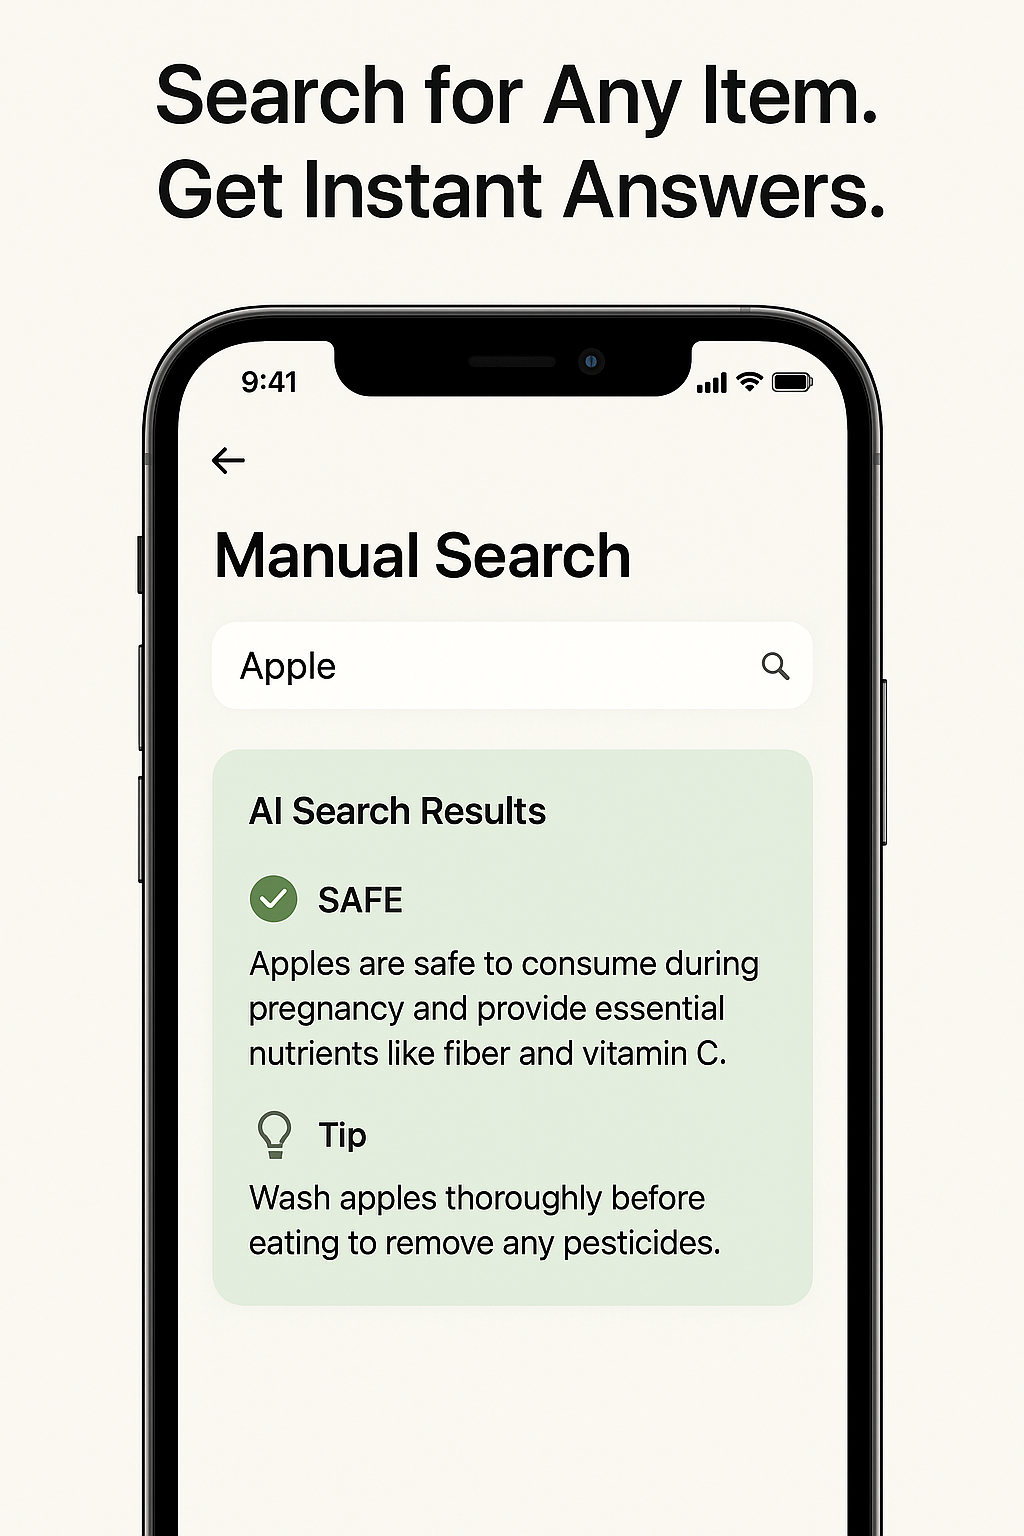 Search for Any Item.
Get Instant Answers.
9:41
Manual Search
Apple
AI Search Results
SAFE
Apples are safe to consume during
pregnancy and provide essential
nutrients like fiber and vitamin C.
Tip
Wash apples thoroughly before
eating to remove any pesticides.